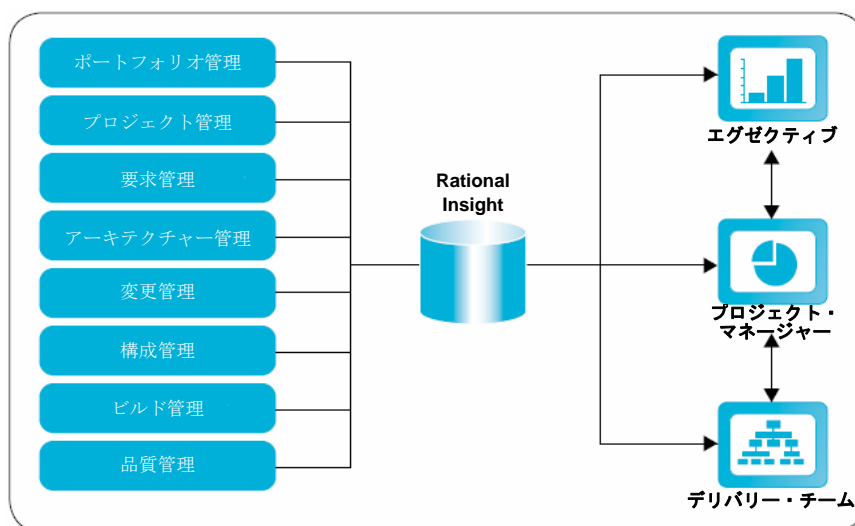 ポートフォリオ管理
プロジェクト管理
要求管理
アーキテクチャー管理
変更管理
構成管理
ビルド管理
品質管理
Rational
Insight
エグゼクティブ
プロジェクト・
マネージャー
デリバリー・チーム